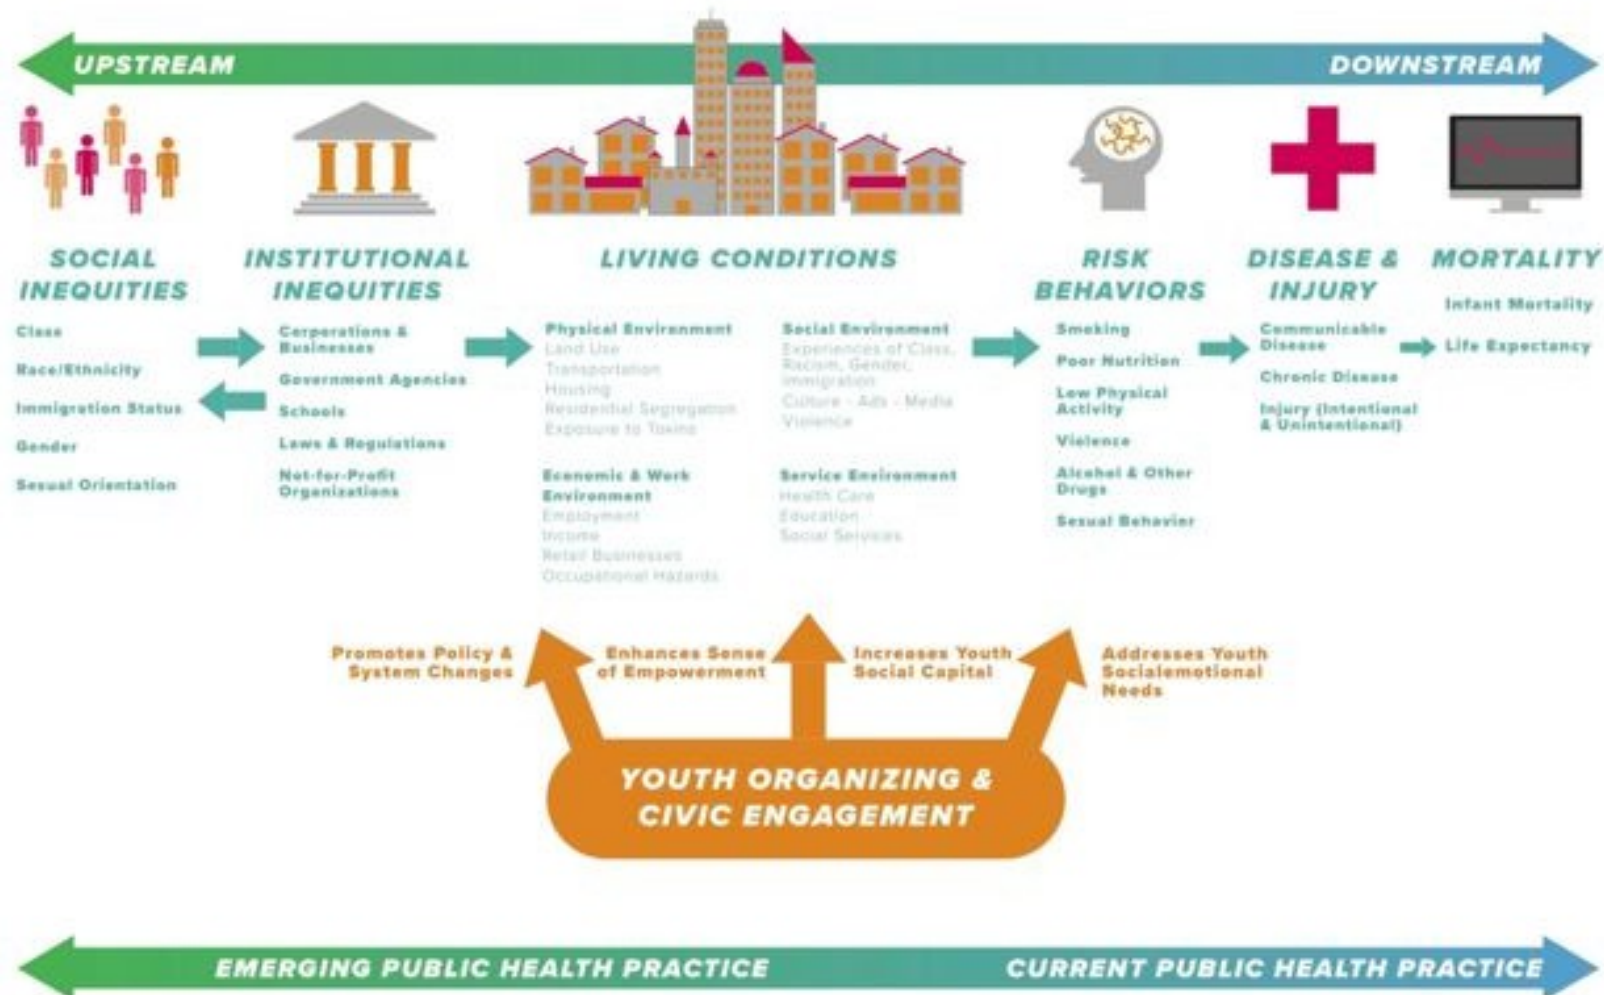 UPSTREAM
DOWNSTREAM
SOCIAL
INEQUITIES
Class
Race/Ethnicity
Immigration Status
Gender
Sexual Orientation
INSTITUTIONAL
INEQUITIES
Corporations &
Businesses
Government Agencies
Schools
Laws & Regulations
Not-for-Profit
Organizations
LIVING CONDITIONS
Physical Environment
Land Use
Transportation
Housing
Residential Segregation
Exposure to Toxins
Social Environment
Experiences of Class,
Racism, Gender,
Immigration
Culture - Ads - Media
Violence
Economic & Work
Environment
Employment
Income
Retail Businesses
Occupational Hazards
Service Environment
Health Care
Education
Social Services
RISK
BEHAVIORS
Smoking
Poor Nutrition
Low Physical
Activity
Violence
Alcohol & Other
Drugs
Sexual Behavior
DISEASE &
INJURY
Communicable
Disease
Chronic Disease
Injury (Intentional
& Unintentional)
MORTALITY
Infant Mortality
Life Expectancy
Promotes Policy &
System Changes
Enhances Sense
of Empowerment
Increases Youth
Social Capital
Addresses Youth
Socialemotional
Needs
YOUTH ORGANIZING &
CIVIC ENGAGEMENT
EMERGING PUBLIC HEALTH PRACTICE
CURRENT PUBLIC HEALTH PRACTICE